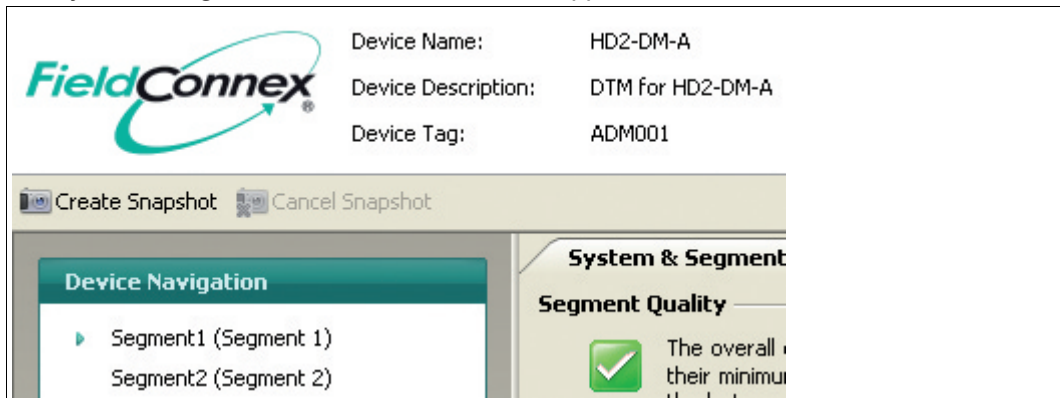 Device Name: HD2-DM-A
FieldConnex®
Device Description: DTM for HD2-DM-A
Device Tag: ADM001
Create Snapshot Cancel Snapshot
System & Segment
Device Navigation
Segment Quality
Segment1 (Segment 1)
The overall
Segment2 (Segment 2)
their